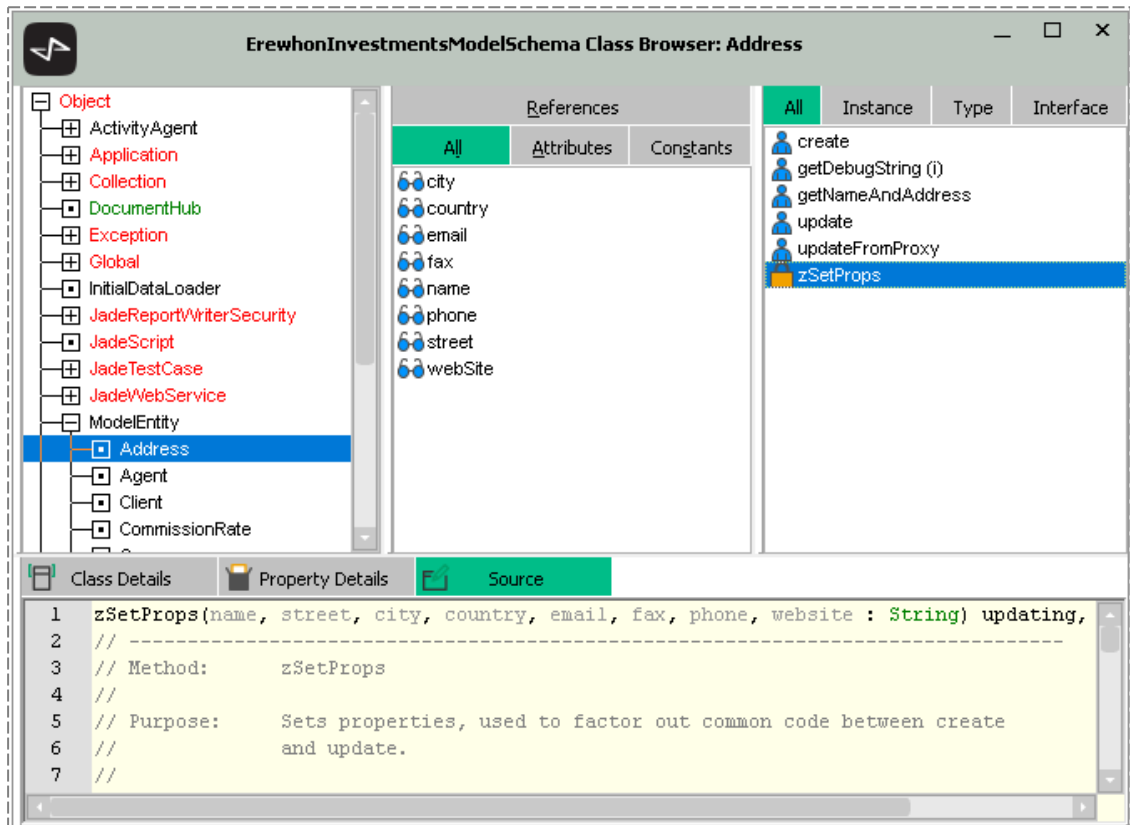 ErewhonInvestmentsModelSchema Class Browser: Address
Object
ActivityAgent
Application
Collection
DocumentHub
Exception
Global
InitialDataLoader
JadeReportWriterSecurity
JadeScript
JadeTestCase
JadeWebService
ModelEntity
Address
Agent
Client
CommissionRate
References
All Attributes Constants
city
country
email
fax
name
phone
street
webSite
All Instance Type Interface
create
getDebugString (i)
getNameAndAddress
update
updateFromProxy
zSetProps
Class Details Property Details Source
1 zSetProps(name, street, city, country, email, fax, phone, website : String) updating,
2 // --------------------------------------------------------------------------------
3 // Method: zSetProps
4 //
5 // Purpose: Sets properties, used to factor out common code between create
6 // and update.
7 //